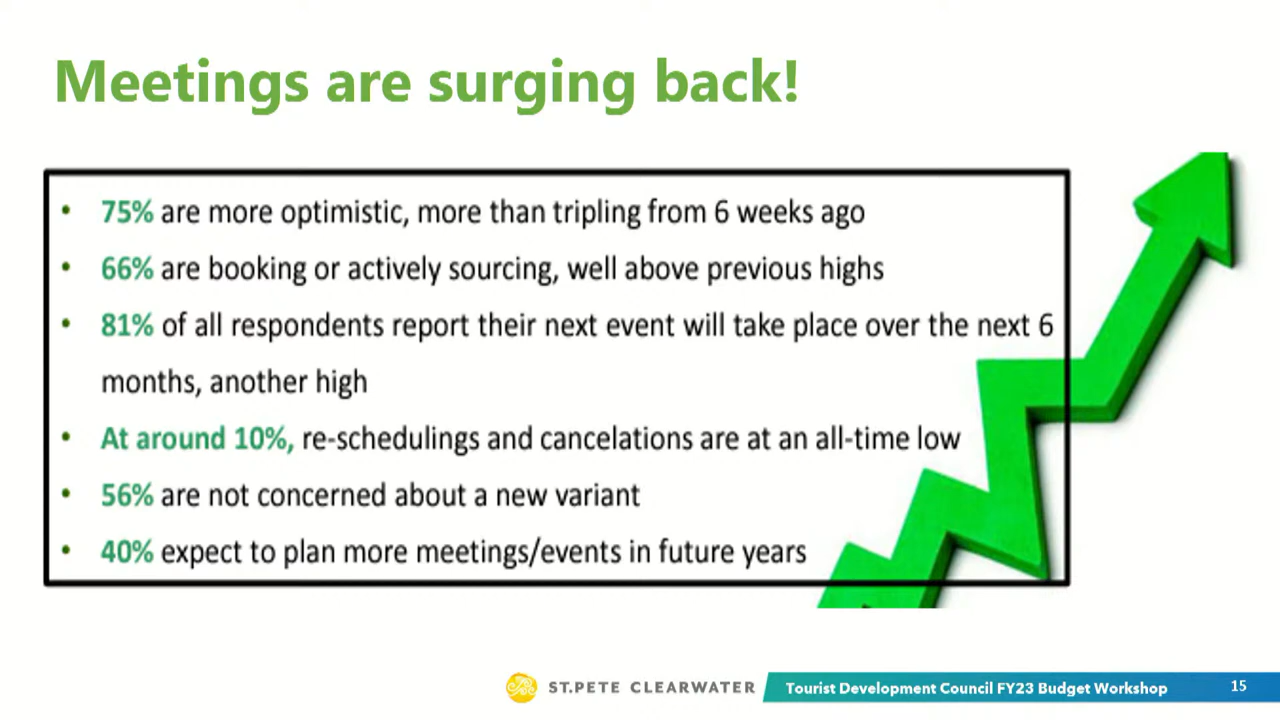 Meetings are surging back!
• 75% are more optimistic, more than tripling from 6 weeks ago
• 66% are booking or actively sourcing, well above previous highs
• 81% of all respondents report their next event will take place over the next 6
months, another high
• At around 10%, re-schedulings and cancelations are at an all-time low
• 56% are not concerned about a new variant
• 40% expect to plan more meetings/events in future years
ST.PETE CLEARWATER
Tourist Development Council FY23 Budget Workshop
15